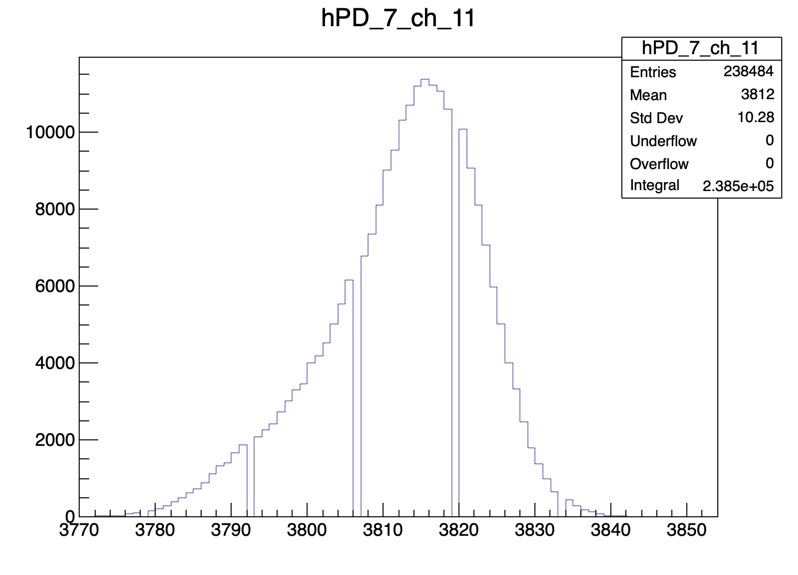 hPD_7_ch_11
hPD_7_ch_11
Entries 238484
Mean 3812
Std Dev 10.28
Underflow 0
Overflow 0
Integral 2.385e+05
10000
8000
6000
4000
2000
0
3770 3780 3790 3800 3810 3820 3830 3840 3850